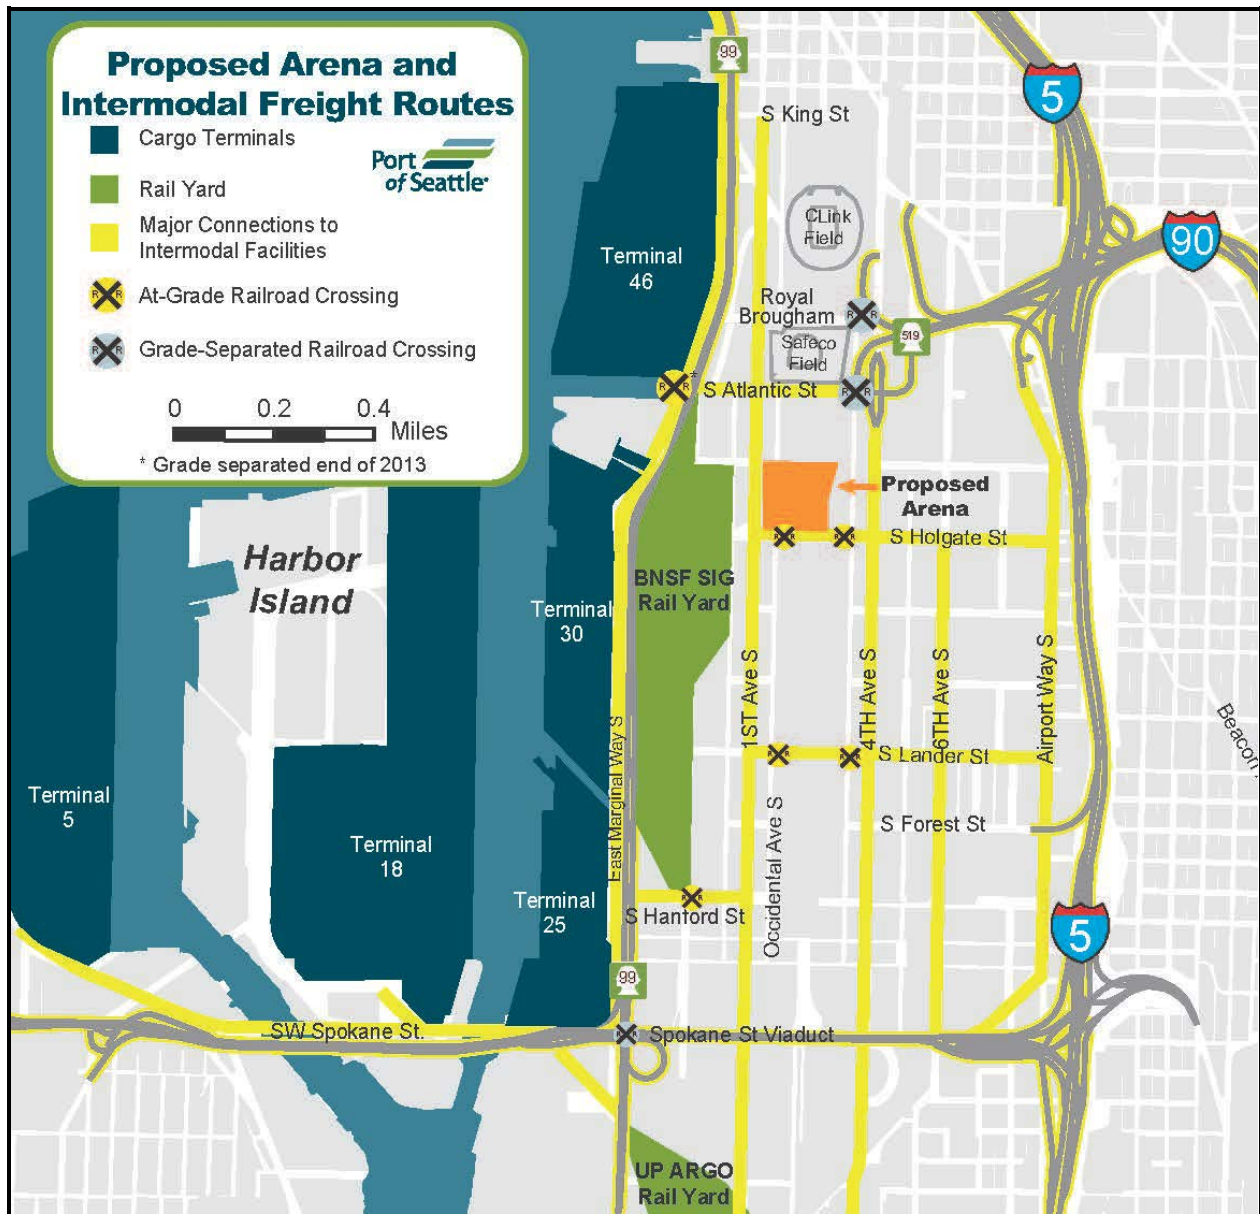 Proposed Arena and
Intermodal Freight Routes
Cargo Terminals
Port
of Seattle
Rail Yard
Major Connections to
Intermodal Facilities
R R
At-Grade Railroad Crossing
R R
Grade-Separated Railroad Crossing
0 0.2 0.4
Miles
* Grade separated end of 2013
99
5
S King St
CLink
Field
90
Terminal
46
Royal
Brougham
R R
519
Safeco
Field
R R
*
S Atlantic St
R R
Proposed
Arena
R R
R R
S Holgate St
Harbor
Island
BNSF SIG
Rail Yard
Terminal
30
1ST Ave S
4TH Ave S
6TH Ave S
Airport Way S
Beacon
East Marginal Way S
R R
R R
S Lander St
Terminal
5
Terminal
18
S Forest St
Occidental Ave S
Terminal
25
R R
S Hanford St
5
99
SW Spokane St.
R R
Spokane St Viaduct
UP ARGO
Rail Yard